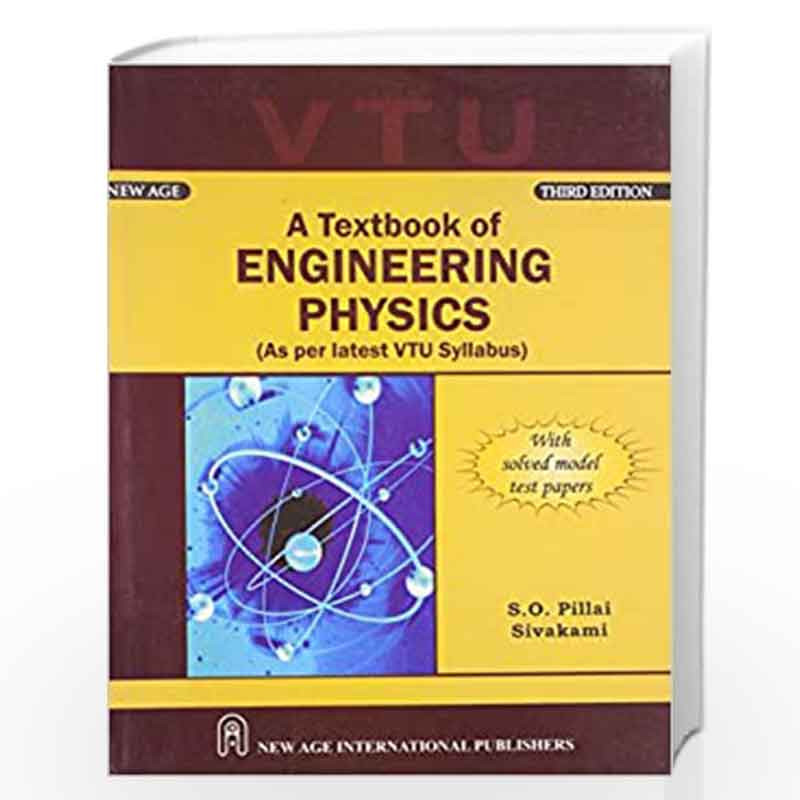 VTU
NEW AGE
THIRD EDITION
A Textbook of
ENGINEERING
PHYSICS
(As per latest VTU Syllabus)
With
solved model
test papers
S.O. Pillai
Sivakami
NEW AGE INTERNATIONAL PUBLISHERS